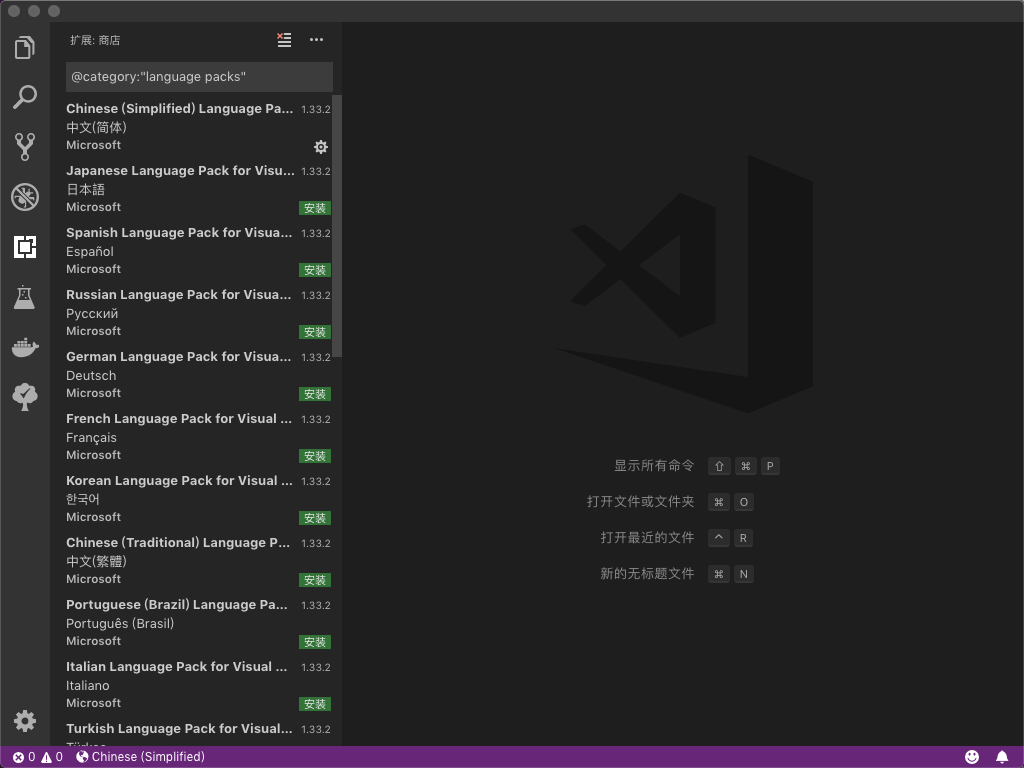 扩展: 商店
@category:"language packs"
Chinese (Simplified) Language Pa... 1.33.2
中文(简体)
Microsoft
Japanese Language Pack for Visu... 1.33.2
日本語
Microsoft 安装
Spanish Language Pack for Visua... 1.33.2
Español
Microsoft 安装
Russian Language Pack for Visua... 1.33.2
Русский
Microsoft 安装
German Language Pack for Visua... 1.33.2
Deutsch
Microsoft 安装
French Language Pack for Visual ... 1.33.2
Français
Microsoft 安装
Korean Language Pack for Visual ... 1.33.2
한국어
Microsoft 安装
Chinese (Traditional) Language P... 1.33.2
中文(繁體)
Microsoft 安装
Portuguese (Brazil) Language Pa... 1.33.2
Português (Brasil)
Microsoft 安装
Italian Language Pack for Visual ... 1.33.2
Italiano
Microsoft 安装
Turkish Language Pack for Visual... 1.33.2
显示所有命令 ⇧ ⌘ P
打开文件或文件夹 ⌘ O
打开最近的文件 ^ R
新的无标题文件 ⌘ N
0 0 Chinese (Simplified)